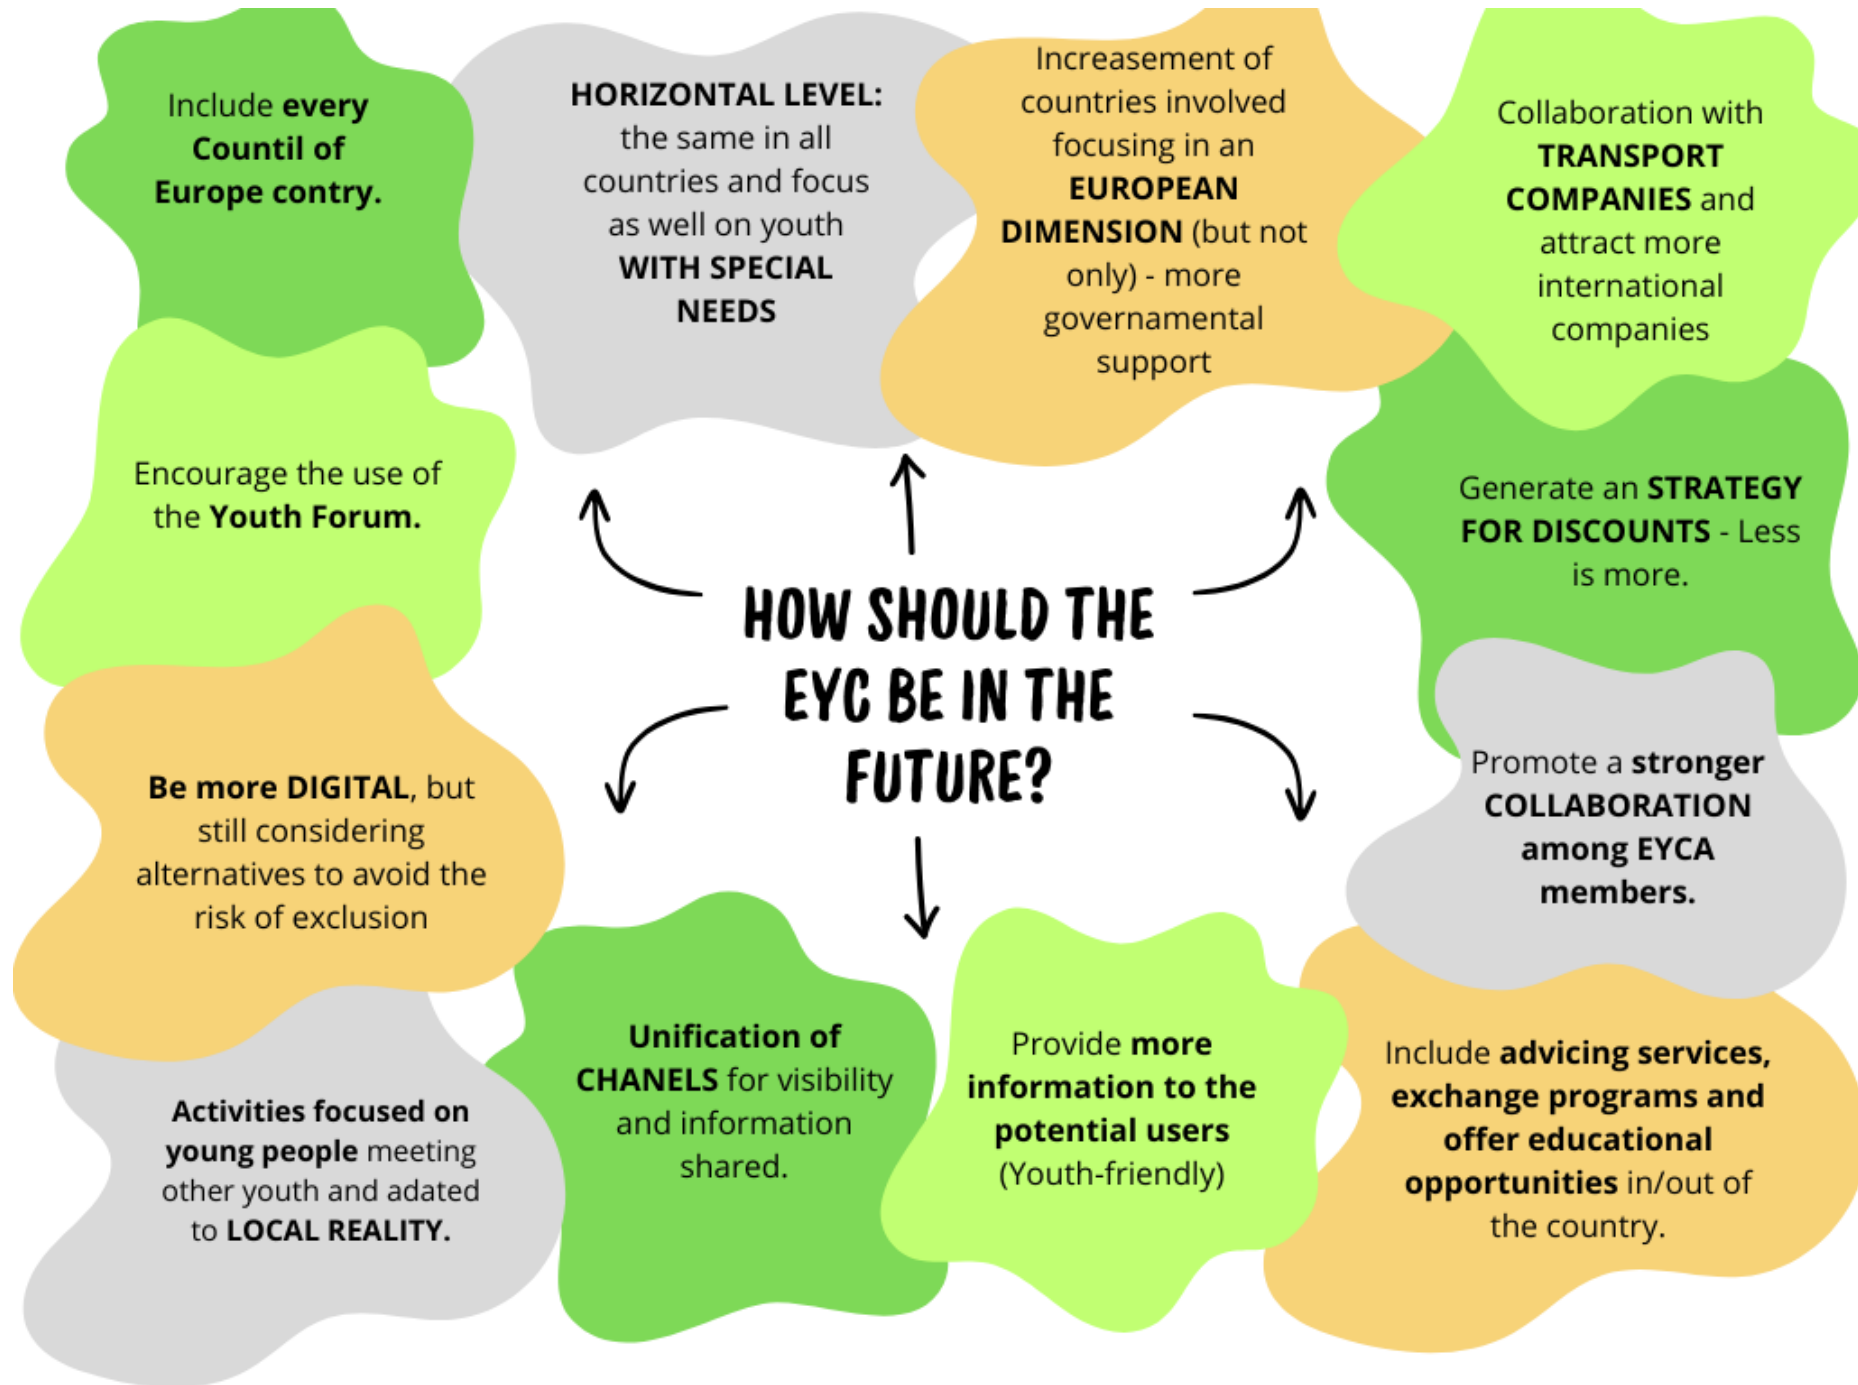 Include every
Countil of
Europe contry.
HORIZONTAL LEVEL:
the same in all
countries and focus
as well on youth
WITH SPECIAL
NEEDS
Increasement of
countries involved
focusing in an
EUROPEAN
DIMENSION (but not
only) - more
governamental
support
Collaboration with
TRANSPORT
COMPANIES and
attract more
international
companies
Encourage the use of
the Youth Forum.
Generate an STRATEGY
FOR DISCOUNTS - Less
is more.
HOW SHOULD THE
EYC BE IN THE
FUTURE?
Be more DIGITAL, but
still considering
alternatives to avoid the
risk of exclusion
Promote a stronger
COLLABORATION
among EYCA
members.
Activities focused on
young people meeting
other youth and adated
to LOCAL REALITY.
Unification of
CHANELS for visibility
and information
shared.
Provide more
information to the
potential users
(Youth-friendly)
Include advicing services,
exchange programs and
offer educational
opportunities in/out of
the country.